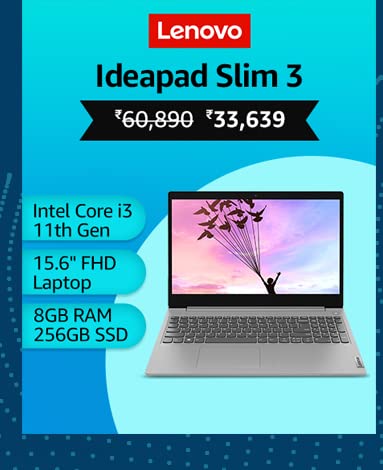 Lenovo
Ideapad Slim 3
₹60,890 ₹33,639
Intel Core i3
11th Gen
15.6" FHD
Laptop
8GB RAM
256GB SSD